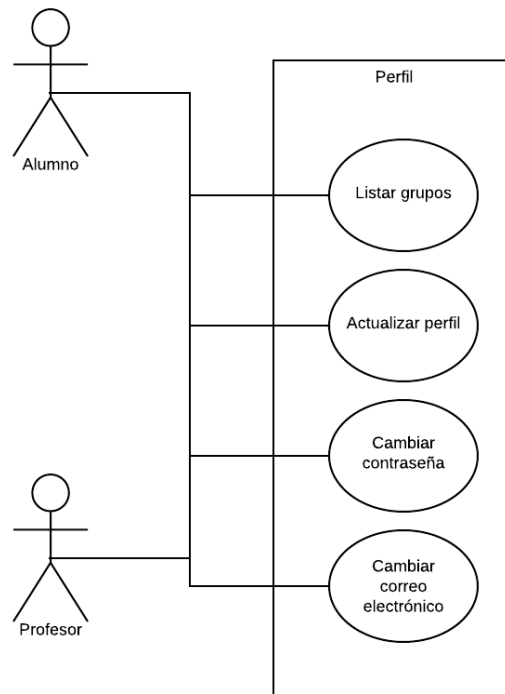 Perfil
Alumno
Listar grupos
Actualizar perfil
Cambiar
contraseña
Profesor
Cambiar
correo
electrónico